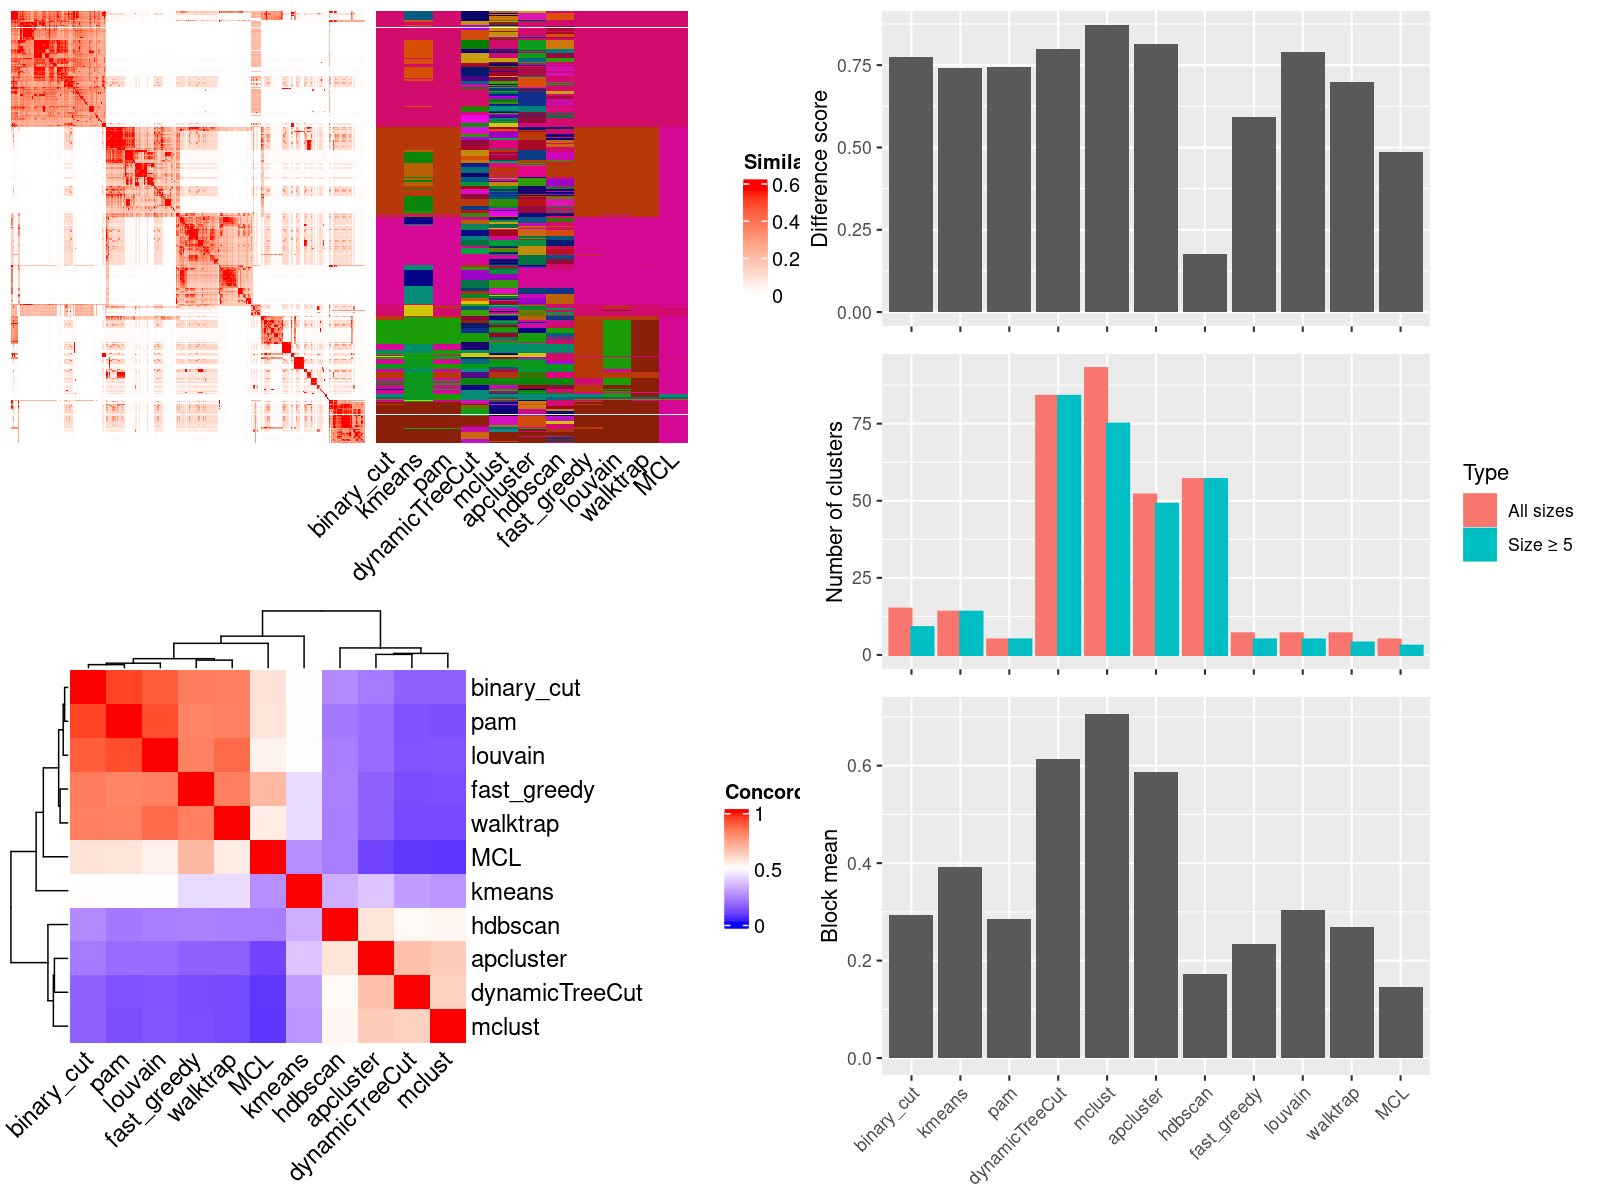 Simila
0.6
0.4
0.2
0
binary_cut
kmeans
pam
dynamicTreeCut
mclust
apcluster
hdbscan
fast_greedy
louvain
walktrap
MCL
binary_cut
pam
louvain
fast_greedy
walktrap
MCL
kmeans
hdbscan
apcluster
dynamicTreeCut
mclust
Concord
1
0.5
0
binary_cut
pam
louvain
fast_greedy
walktrap
MCL
kmeans
hdbscan
apcluster
dynamicTreeCut
mclust
Difference score
0.75
0.50
0.25
0.00
Number of clusters
75
50
25
0
Type
All sizes
Size ≥ 5
Block mean
0.6
0.4
0.2
0.0
binary_cut
kmeans
pam
dynamicTreeCut
mclust
apcluster
hdbscan
fast_greedy
louvain
walktrap
MCL